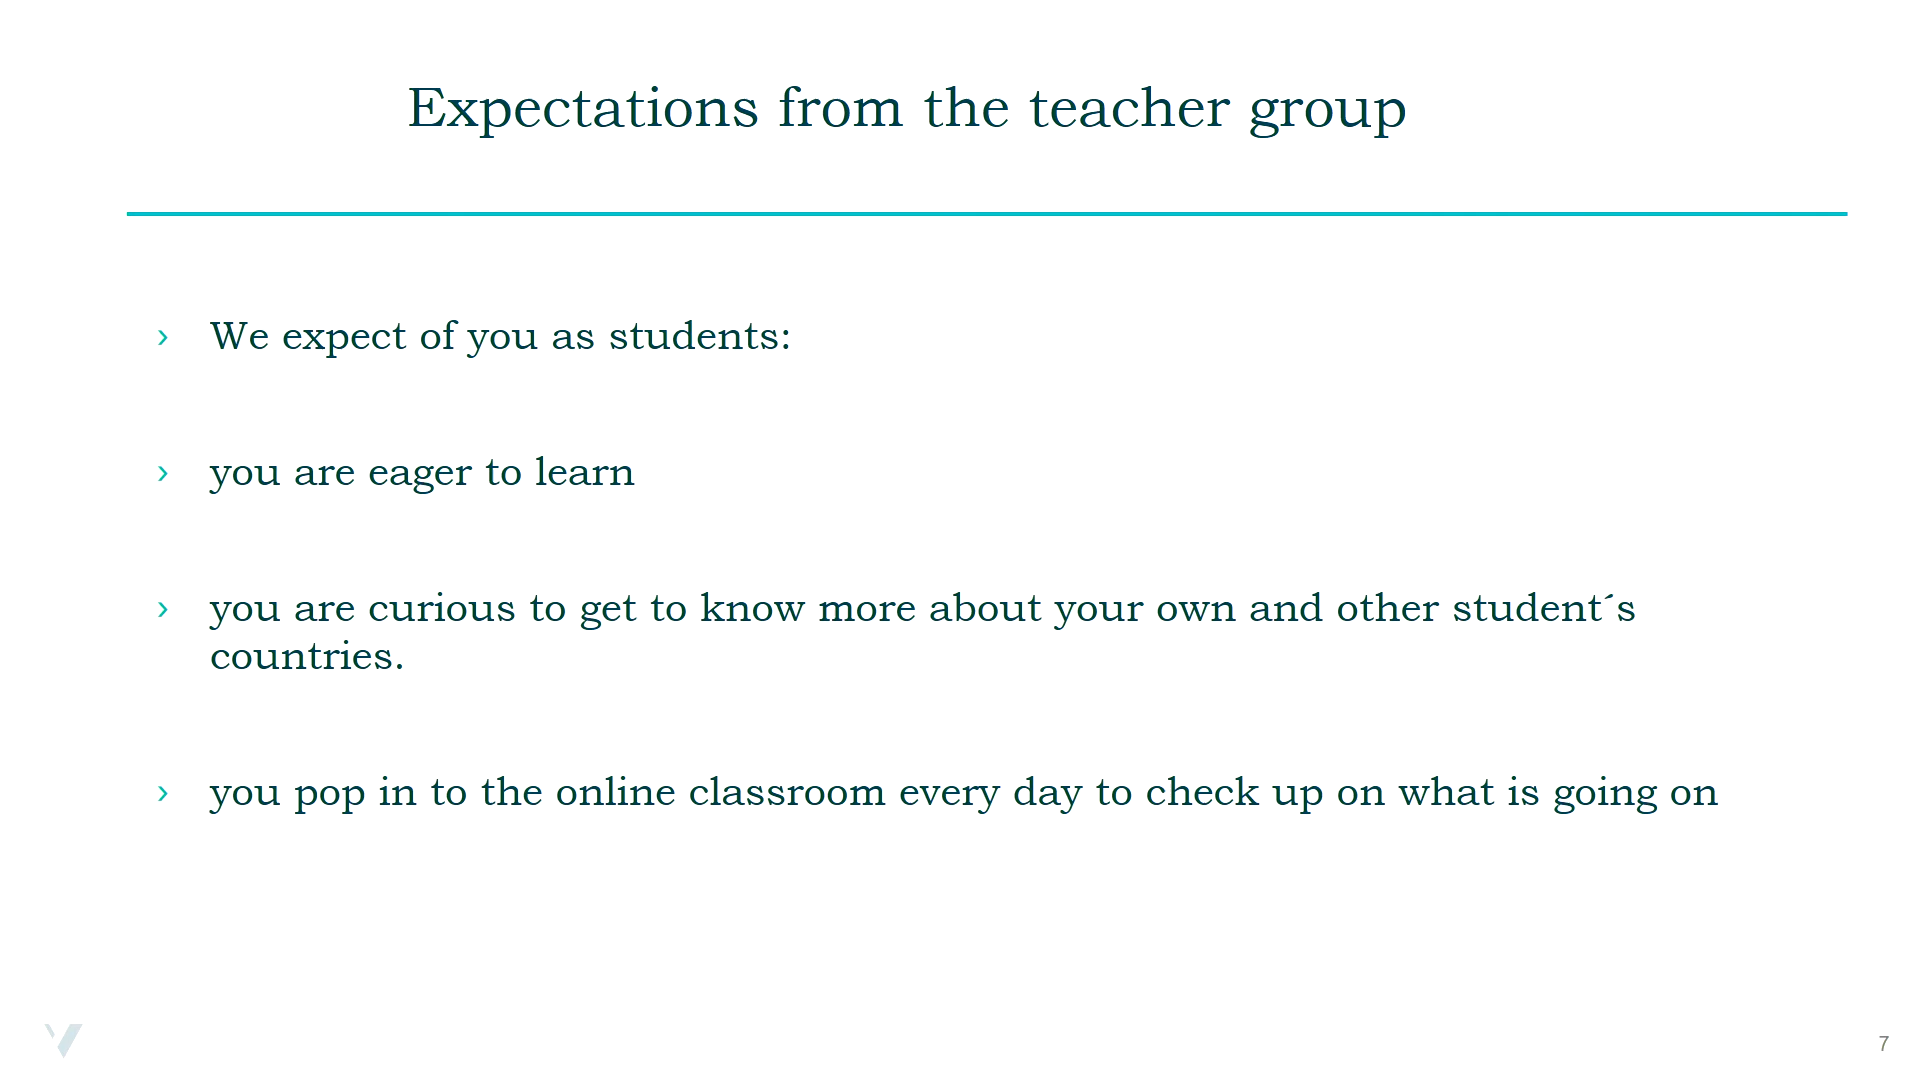 Expectations from the teacher group
› We expect of you as students:
› you are eager to learn
› you are curious to get to know more about your own and other student´s
countries.
› you pop in to the online classroom every day to check up on what is going on
7